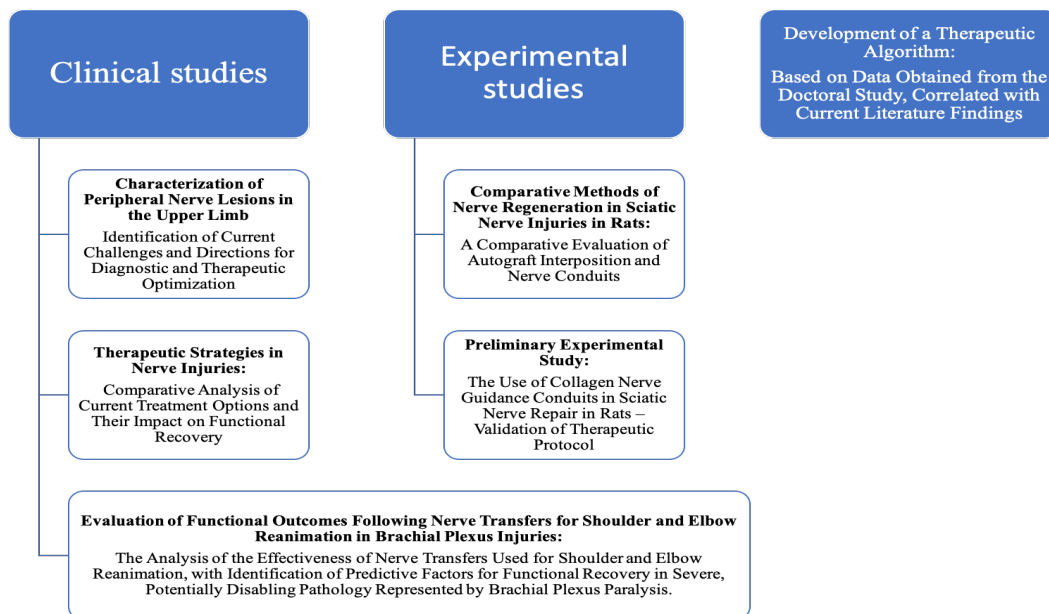 Clinical studies
Characterization of
Peripheral Nerve Lesions in
the Upper Limb
Identification of Current
Challenges and Directions for
Diagnostic and Therapeutic
Optimization
Therapeutic Strategies in
Nerve Injuries:
Comparative Analysis of
Current Treatment Options and
Their Impact on Functional
Recovery
Evaluation of Functional Outcomes Following Nerve Transfers for Shoulder and Elbow
Reanimation in Brachial Plexus Injuries:
The Analysis of the Effectiveness of Nerve Transfers Used for Shoulder and Elbow
Reanimation, with Identification of Predictive Factors for Functional Recovery in Severe,
Potentially Disabling Pathology Represented by Brachial Plexus Paralysis.
Experimental
studies
Comparative Methods of
Nerve Regeneration in Sciatic
Nerve Injuries in Rats:
A Comparative Evaluation of
Autograft Interposition and
Nerve Conduits
Preliminary Experimental
Study:
The Use of Collagen Nerve
Guidance Conduits in Sciatic
Nerve Repair in Rats –
Validation of Therapeutic
Protocol
Development of a Therapeutic
Algorithm:
Based on Data Obtained from the
Doctoral Study, Correlated with
Current Literature Findings